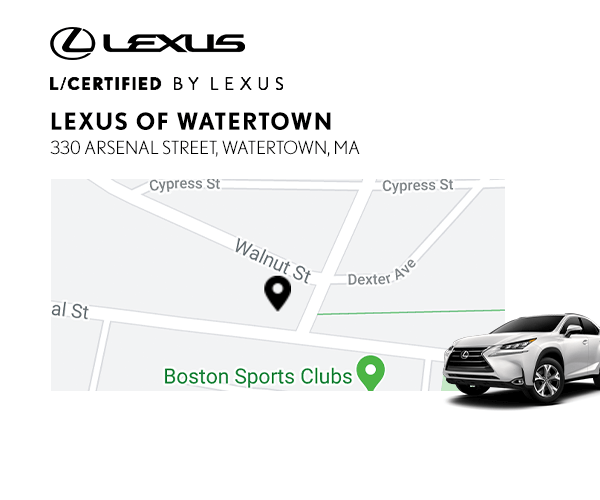 LEXUS
L/CERTIFIED BY LEXUS
LEXUS OF WATERTOWN
330 ARSENAL STREET, WATERTOWN, MA
Cypress St
Cypress St
Walnut St
Dexter Ave
al St
Boston Sports Clubs